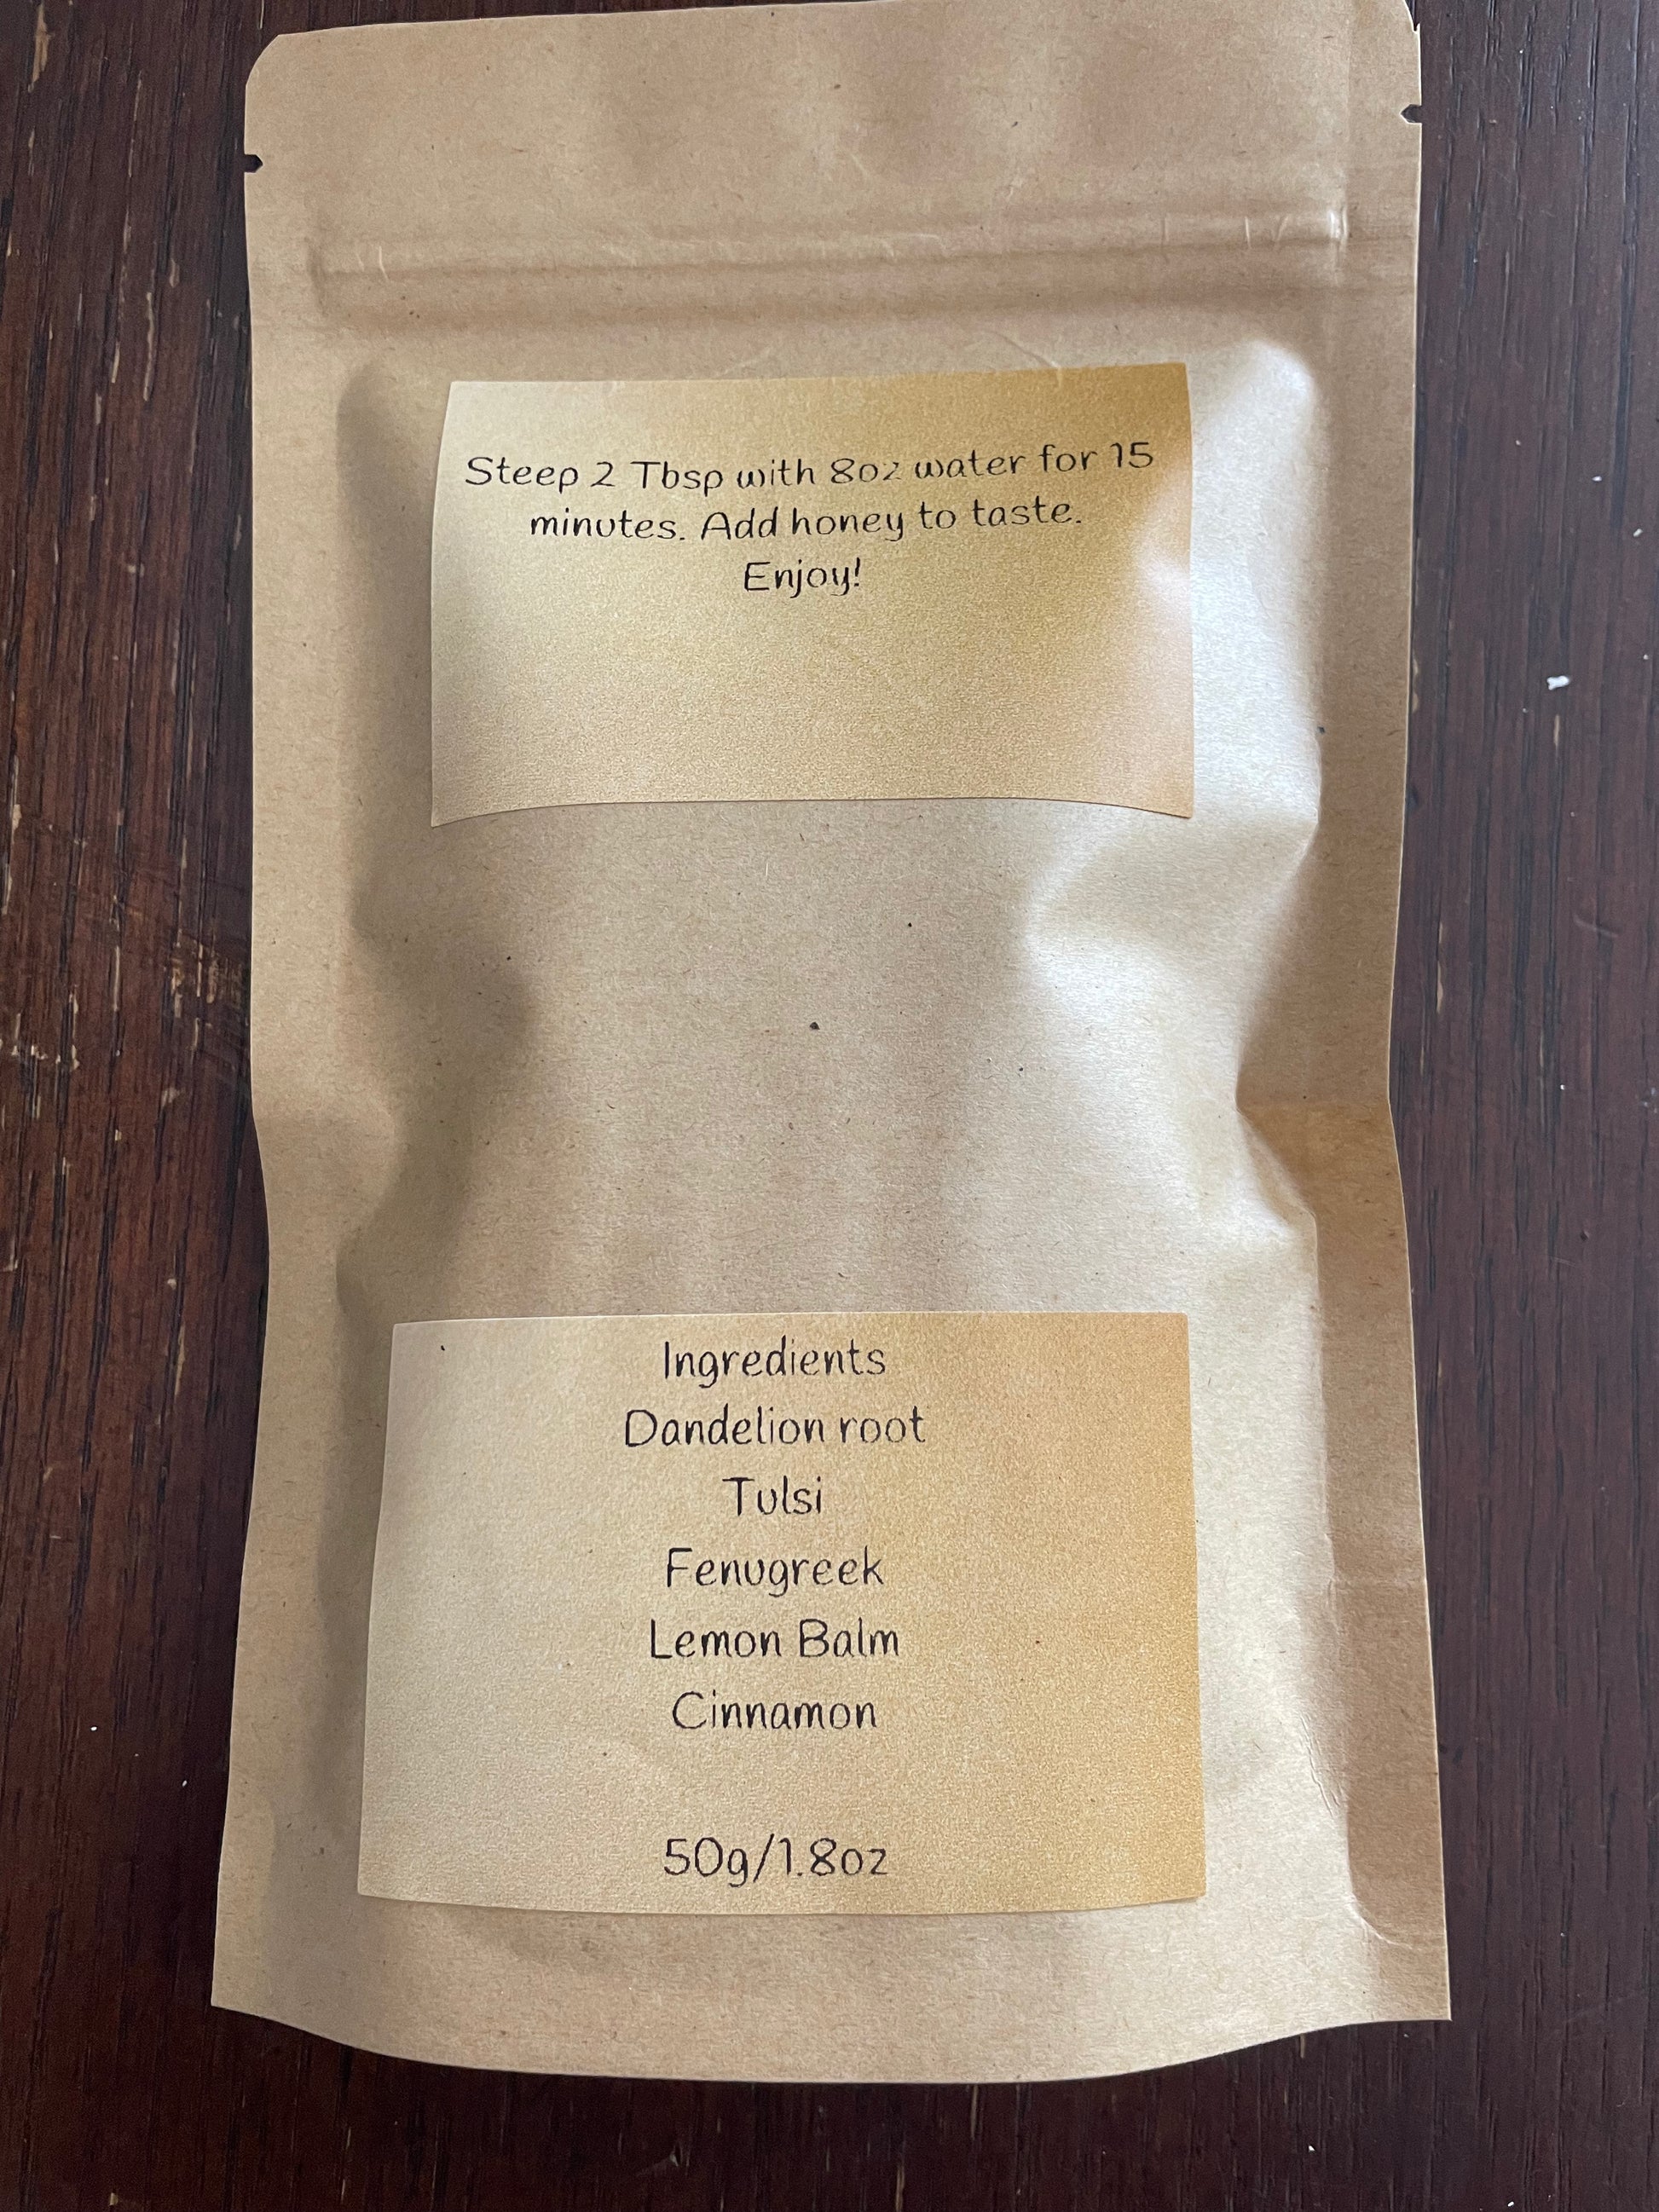 Steep 2 Tbsp with 8oz water for 15
minutes. Add honey to taste.
Enjoy!
Ingredients
Dandelion root
Tulsi
Fenugreek
Lemon Balm
Cinnamon
50g/1.8oz